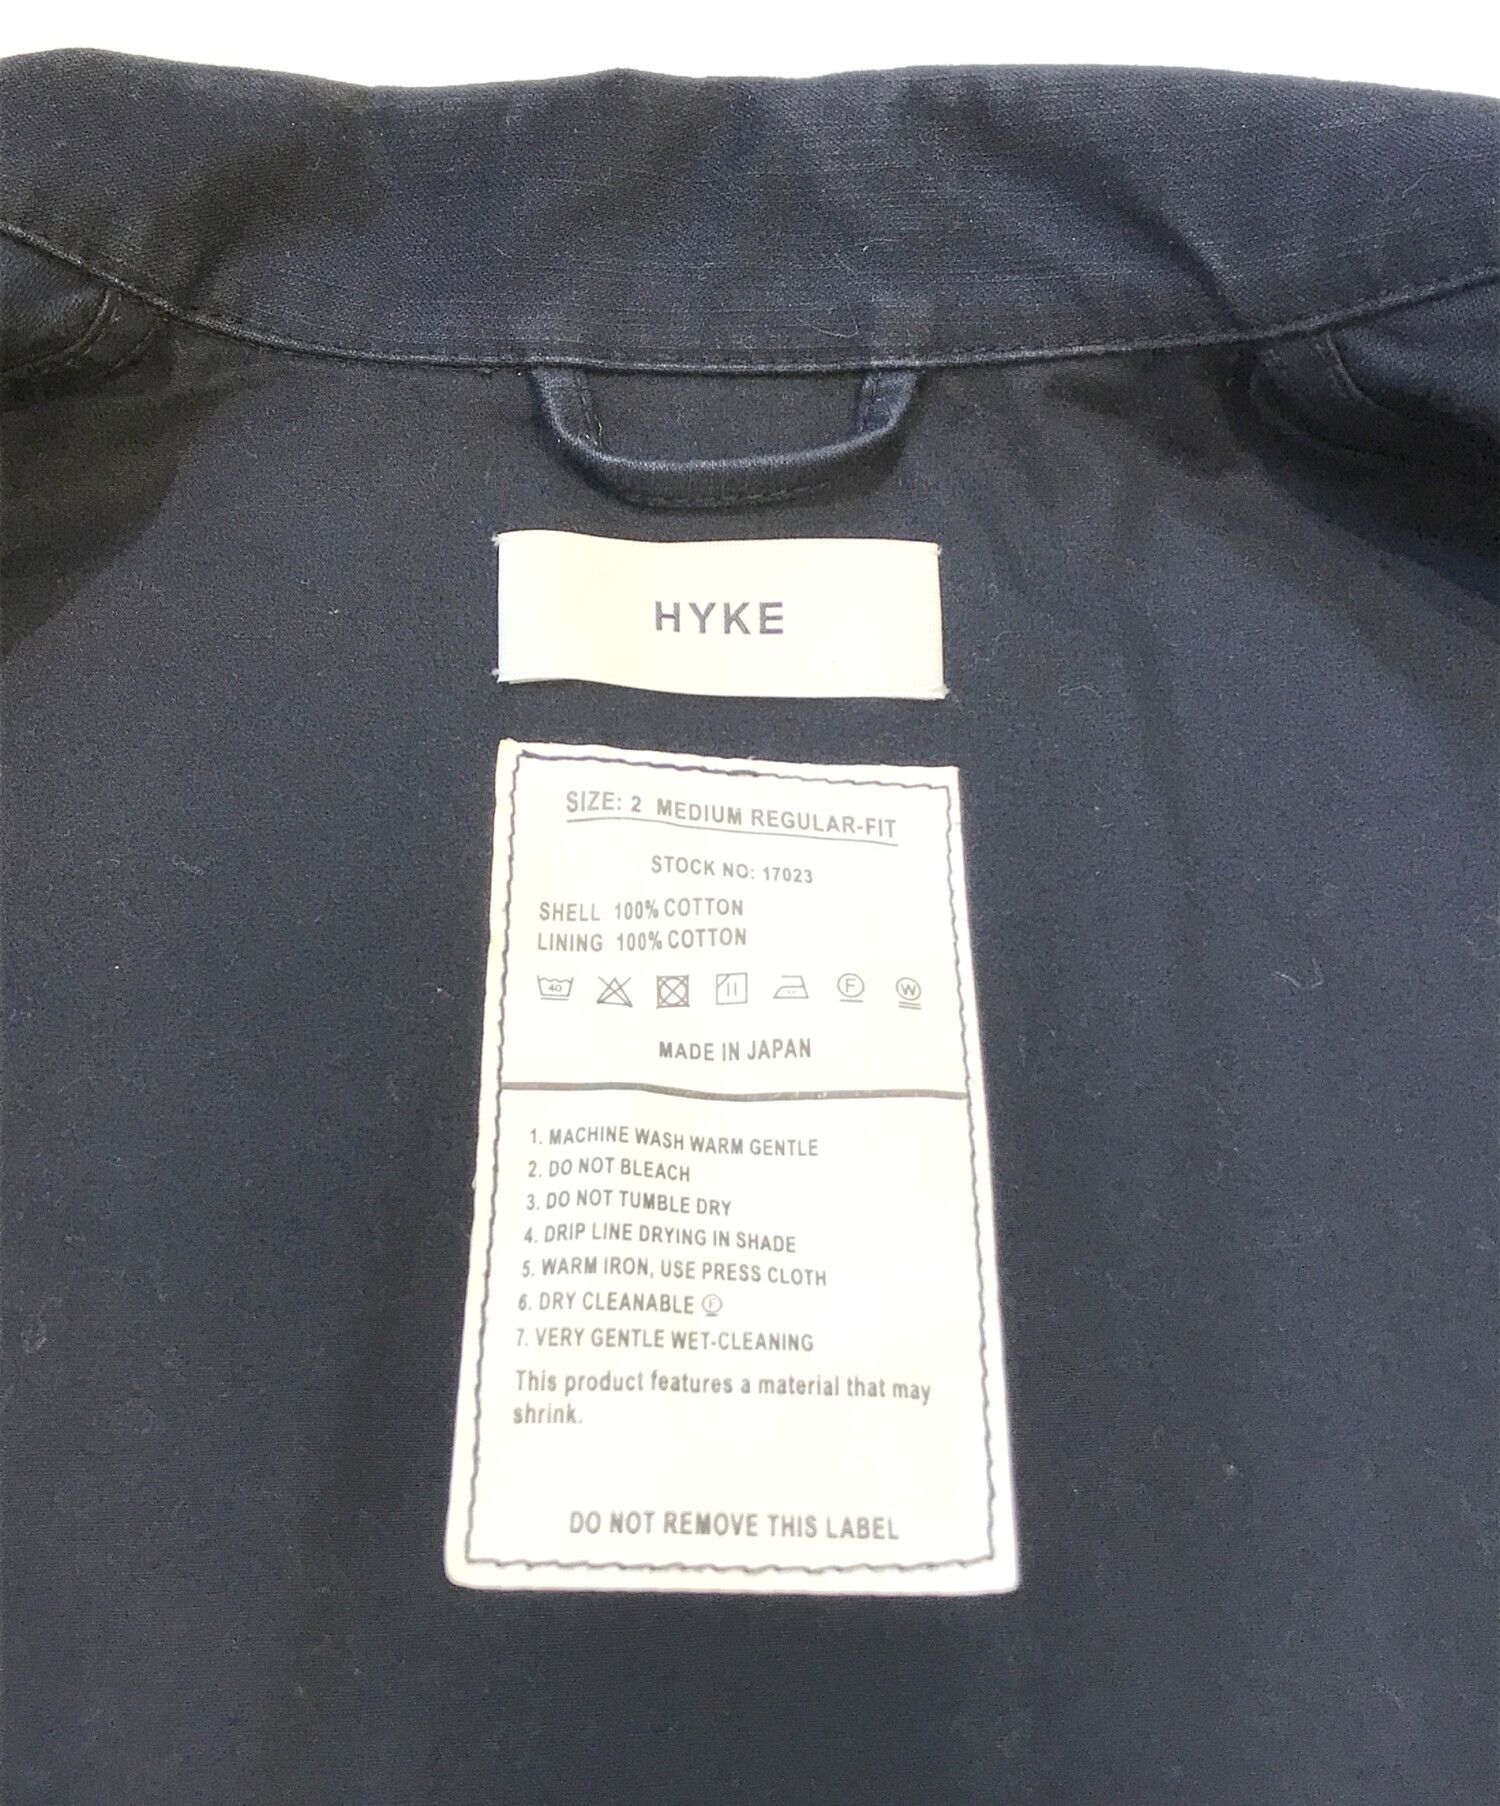 HYKE
SIZE: 2 MEDIUM REGULAR-FIT
STOCK NO: 17023
SHELL 100% COTTON
LINING 100% COTTON
40 F W
MADE IN JAPAN
1. MACHINE WASH WARM GENTLE
2. DO NOT BLEACH
3. DO NOT TUMBLE DRY
4. DRIP LINE DRYING IN SHADE
5. WARM IRON, USE PRESS CLOTH
6. DRY CLEANABLE Ⓕ
7. VERY GENTLE WET-CLEANING
This product features a material that may
shrink.
DO NOT REMOVE THIS LABEL